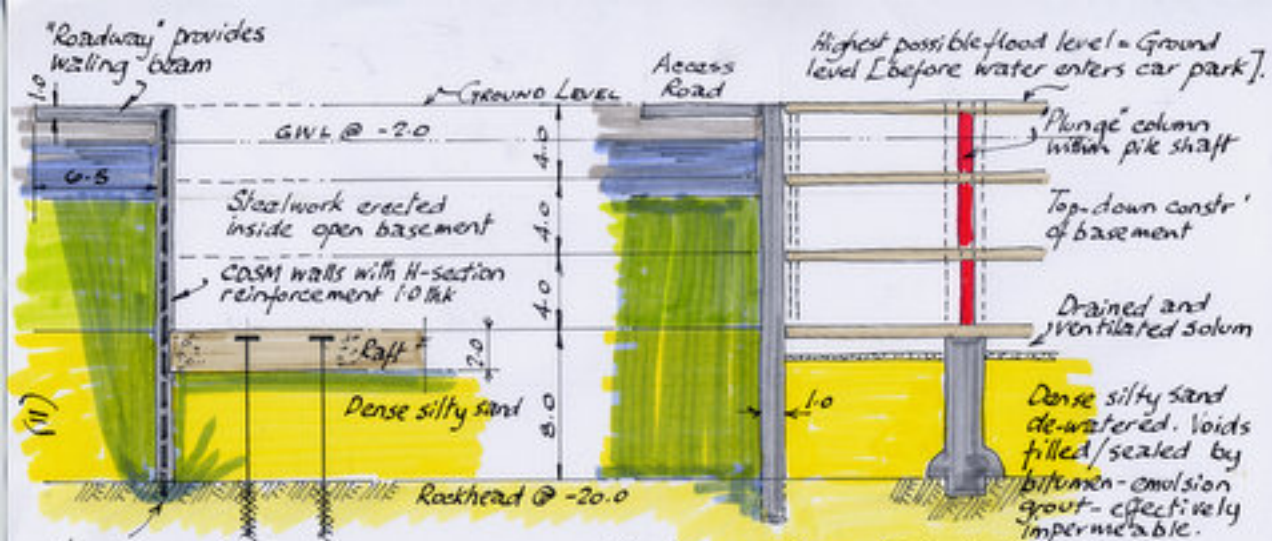 "Roadway" provides
waling beam
1.0
GROUND LEVEL
GWL @ -2.0
6.5
Steelwork erected
inside open basement
CDSM walls with H-section
reinforcement 1.0 thk
Raft
2.0
Dense silty sand
(ii)
Rockhead @ -20.0
4.0
4.0
4.0
8.0
Access
Road
1.0
Highest possible flood level = Ground
level [before water enters car park].
"Plunge" column
within pile shaft
Top-down constr'
of basement
Drained and
ventilated solum
Dense silty sand
de-watered. Voids
filled/sealed by
bitumen-emulsion
grout-effectively
impermeable.